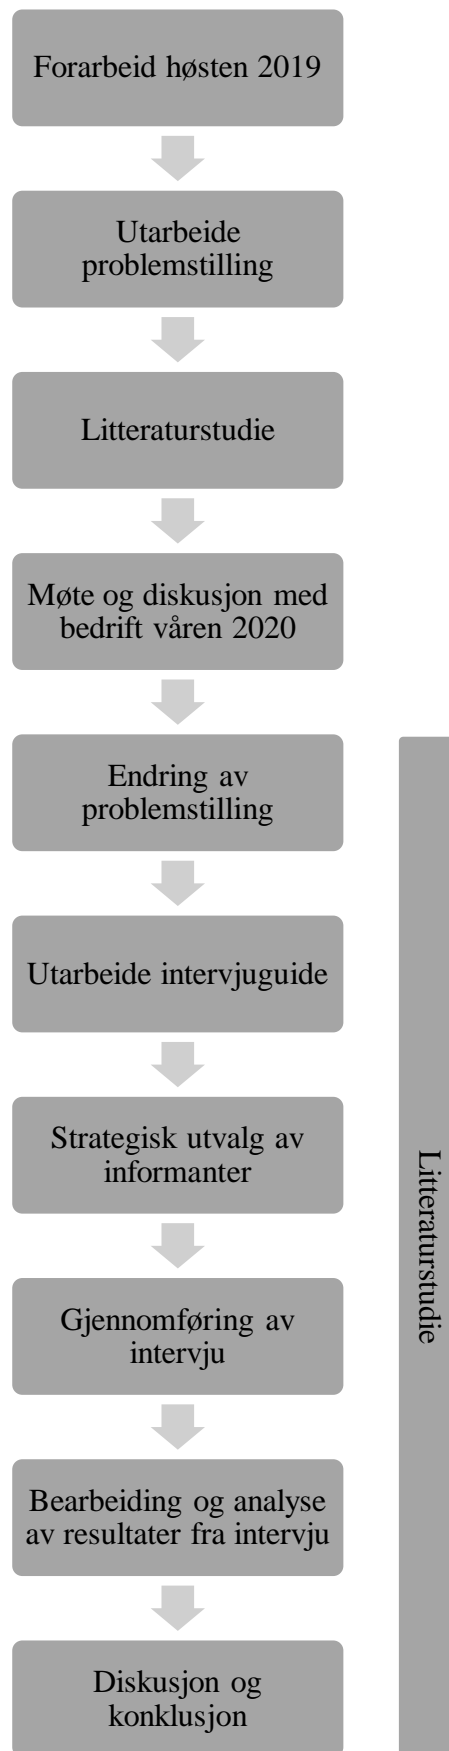 Forarbeid høsten 2019
Utarbeide
problemstilling
Litteraturstudie
Møte og diskusjon med
bedrift våren 2020
Endring av
problemstilling
Utarbeide intervjuguide
Strategisk utvalg av
informanter
Gjennomføring av
intervju
Bearbeiding og analyse
av resultater fra intervju
Diskusjon og
konklusjon
Litteraturstudie